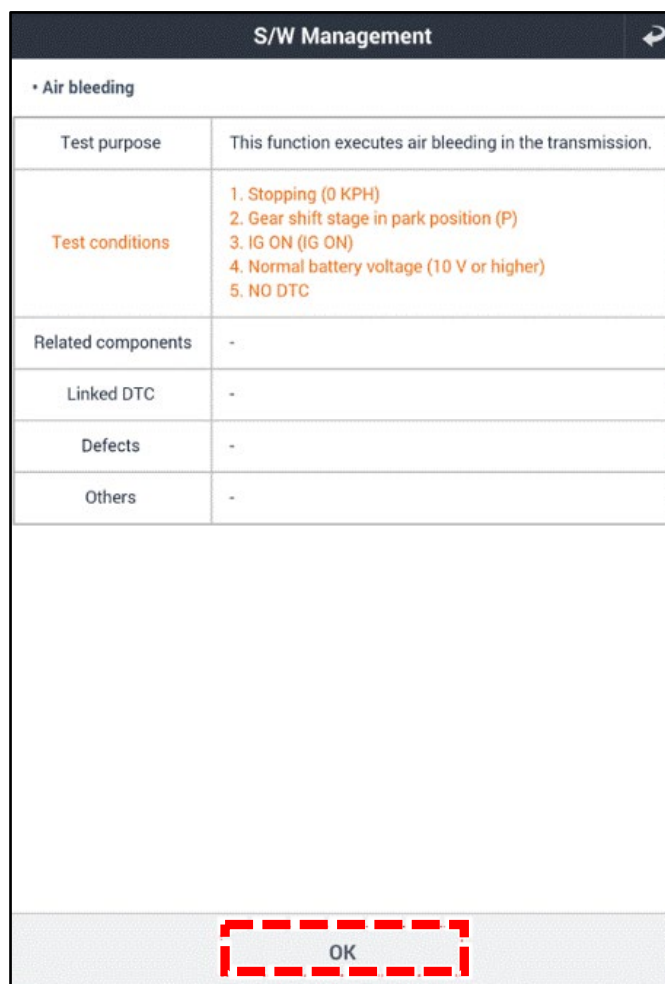 S/W Management
• Air bleeding
Test purpose
This function executes air bleeding in the transmission.
Test conditions
1. Stopping (0 KPH)
2. Gear shift stage in park position (P)
3. IG ON (IG ON)
4. Normal battery voltage (10 V or higher)
5. NO DTC
Related components
-
Linked DTC
-
Defects
-
Others
-
OK